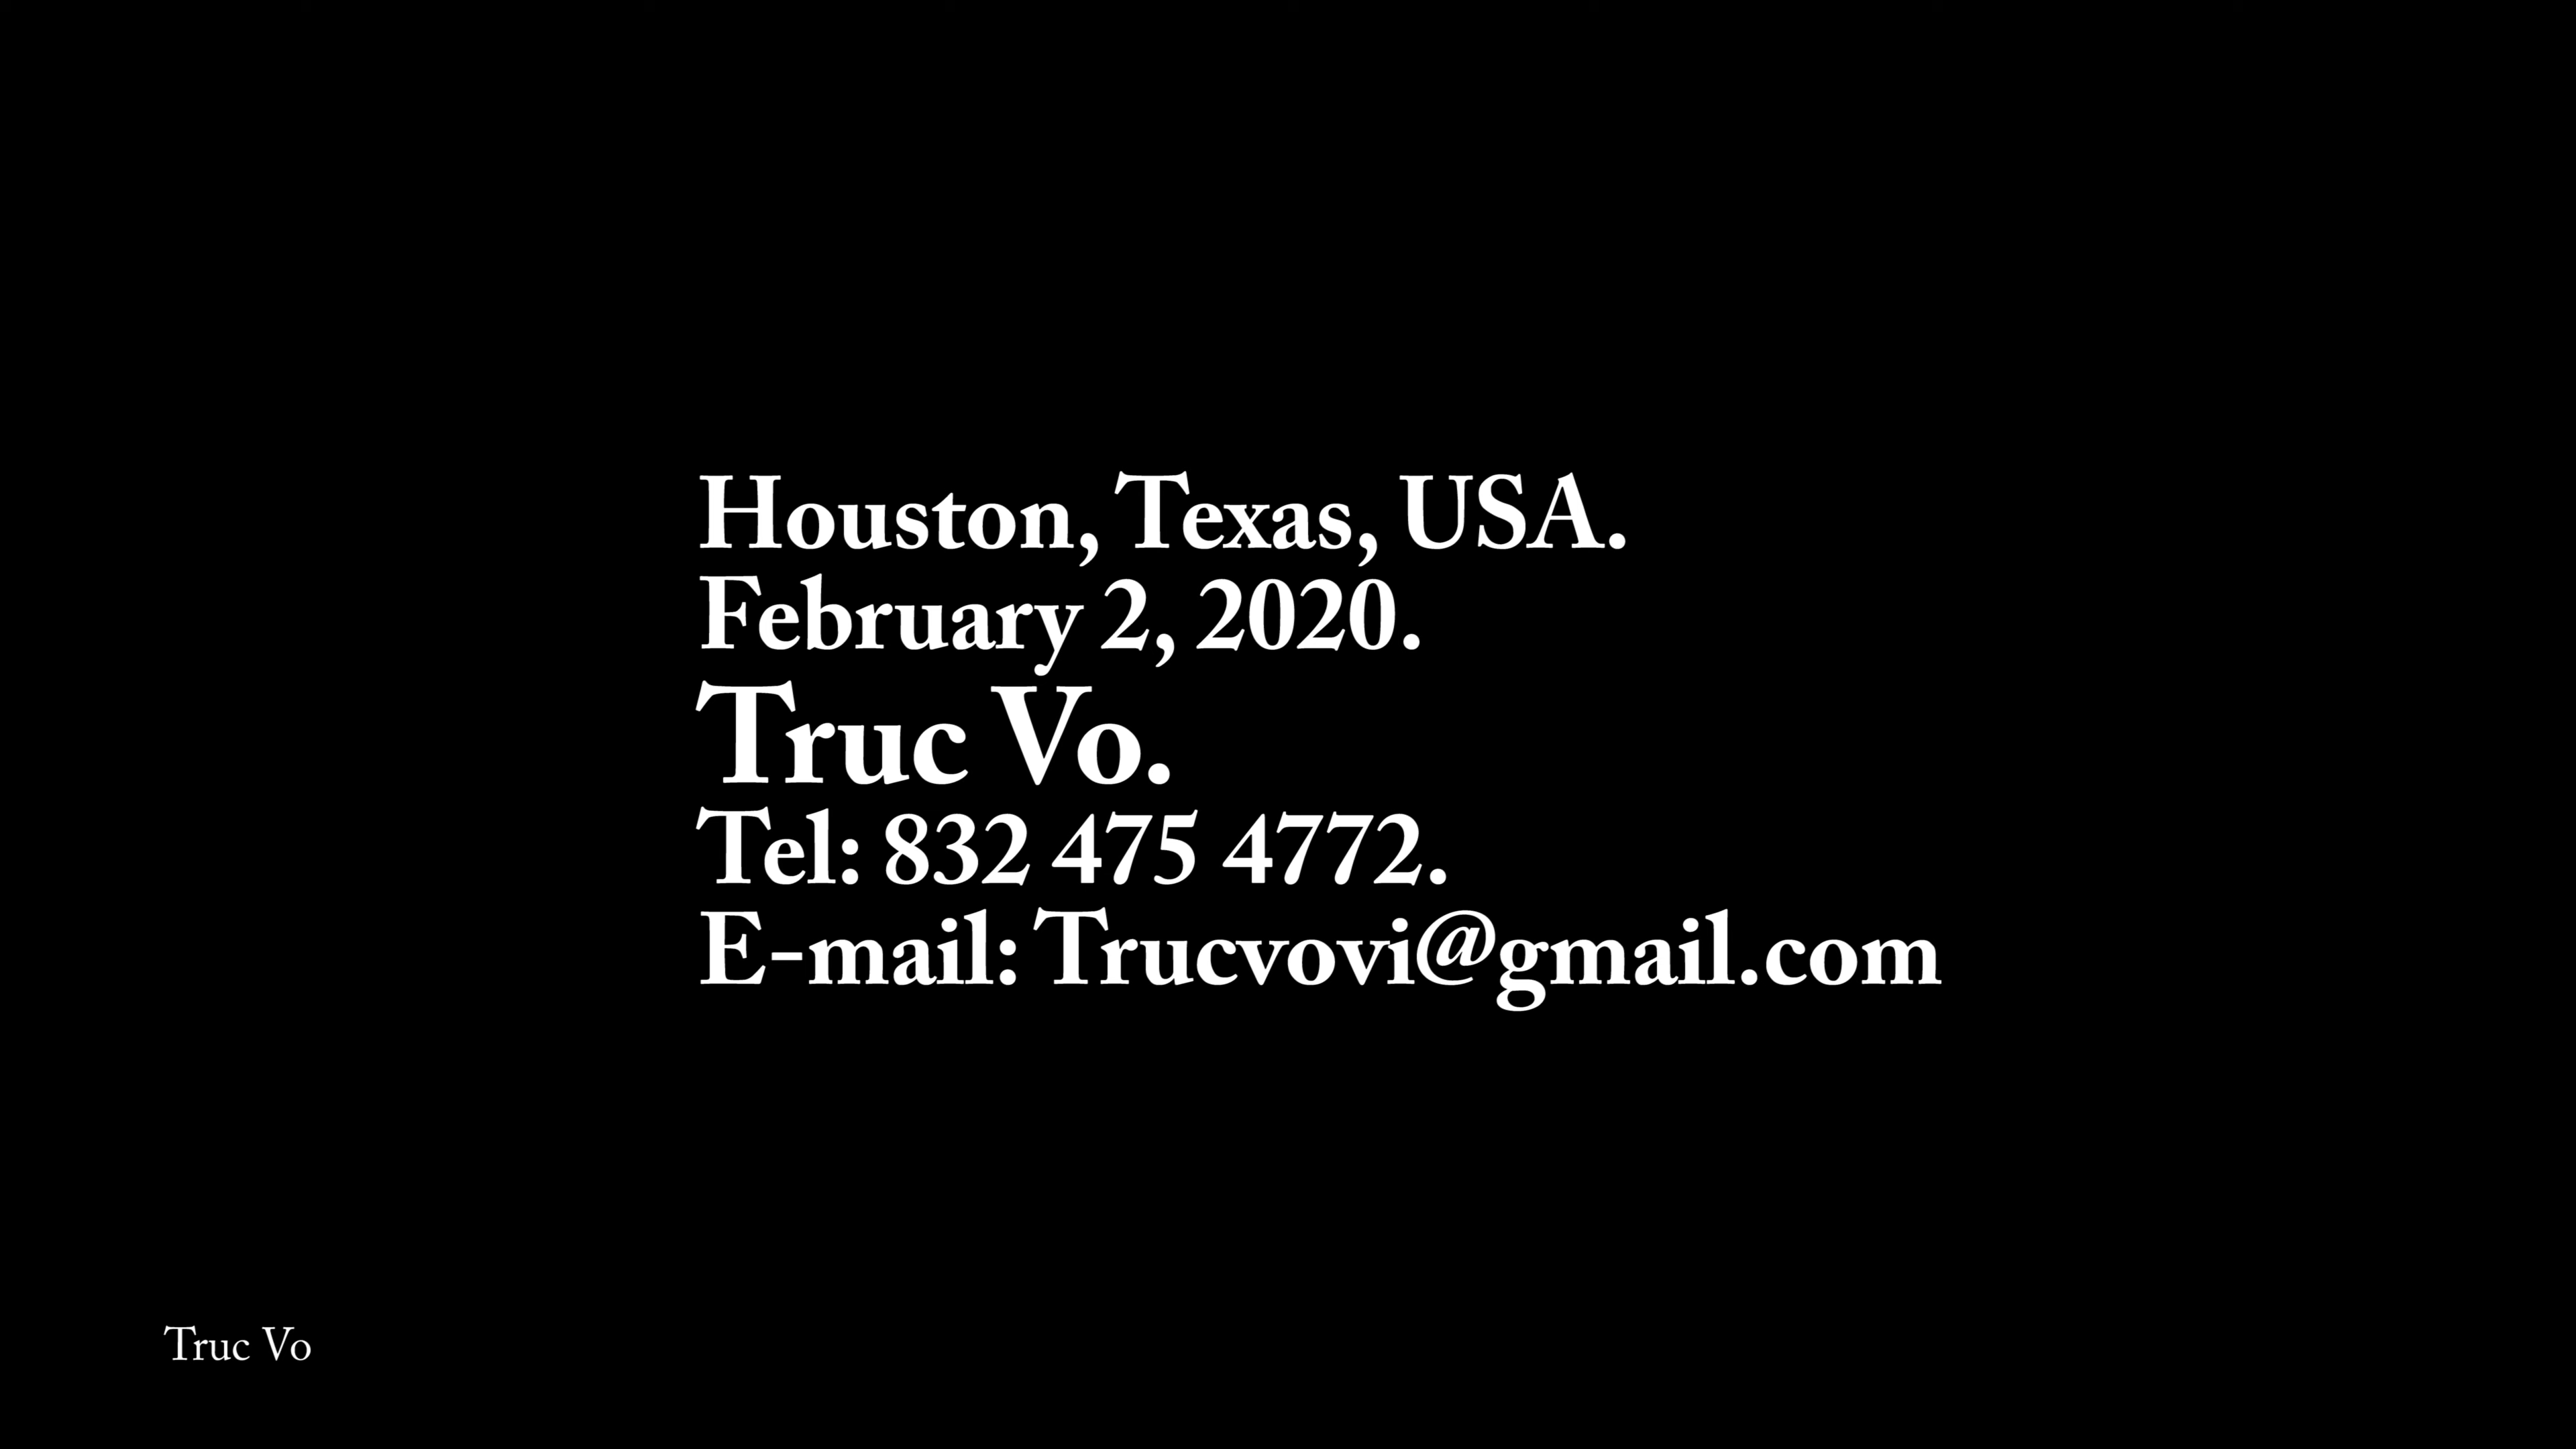 Houston, Texas, USA.
February 2, 2020.
Truc Vo.
Tel: 832 475 4772.
E-mail: Trucvovi@gmail.com
Truc Vo